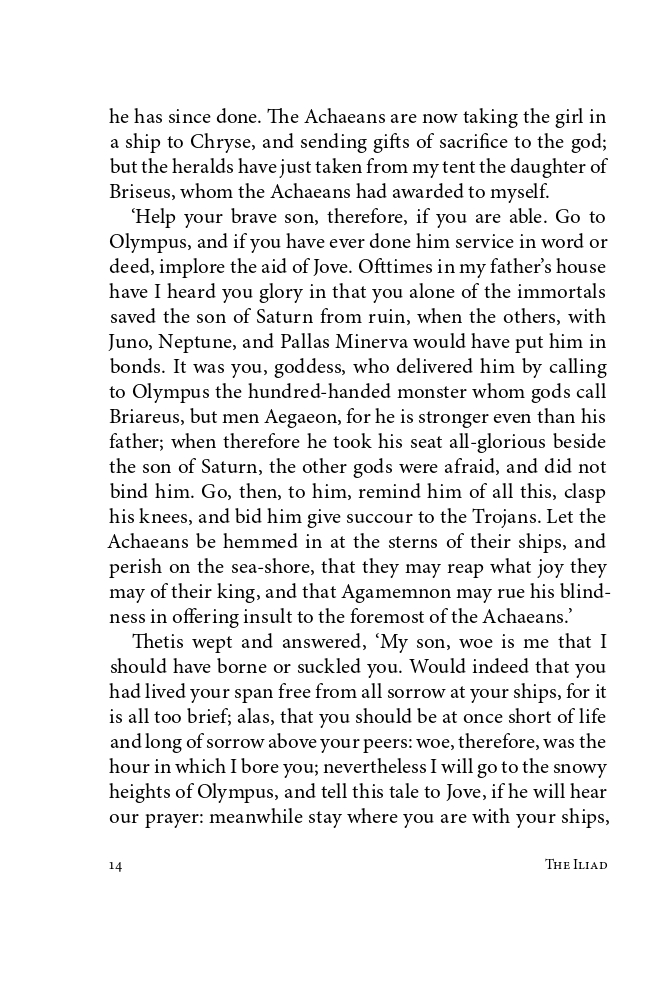 he has since done. The Achaeans are now taking the girl in
a ship to Chryse, and sending gifts of sacrifice to the god;
but the heralds have just taken from my tent the daughter of
Briseus, whom the Achaeans had awarded to myself.
‘Help your brave son, therefore, if you are able. Go to
Olympus, and if you have ever done him service in word or
deed, implore the aid of Jove. Ofttimes in my father’s house
have I heard you glory in that you alone of the immortals
saved the son of Saturn from ruin, when the others, with
Juno, Neptune, and Pallas Minerva would have put him in
bonds. It was you, goddess, who delivered him by calling
to Olympus the hundred-handed monster whom gods call
Briareus, but men Aegaeon, for he is stronger even than his
father; when therefore he took his seat all-glorious beside
the son of Saturn, the other gods were afraid, and did not
bind him. Go, then, to him, remind him of all this, clasp
his knees, and bid him give succour to the Trojans. Let the
Achaeans be hemmed in at the sterns of their ships, and
perish on the sea-shore, that they may reap what joy they
may of their king, and that Agamemnon may rue his blind-
ness in offering insult to the foremost of the Achaeans.’
Thetis wept and answered, ‘My son, woe is me that I
should have borne or suckled you. Would indeed that you
had lived your span free from all sorrow at your ships, for it
is all too brief; alas, that you should be at once short of life
and long of sorrow above your peers: woe, therefore, was the
hour in which I bore you; nevertheless I will go to the snowy
heights of Olympus, and tell this tale to Jove, if he will hear
our prayer: meanwhile stay where you are with your ships,
14 The Iliad